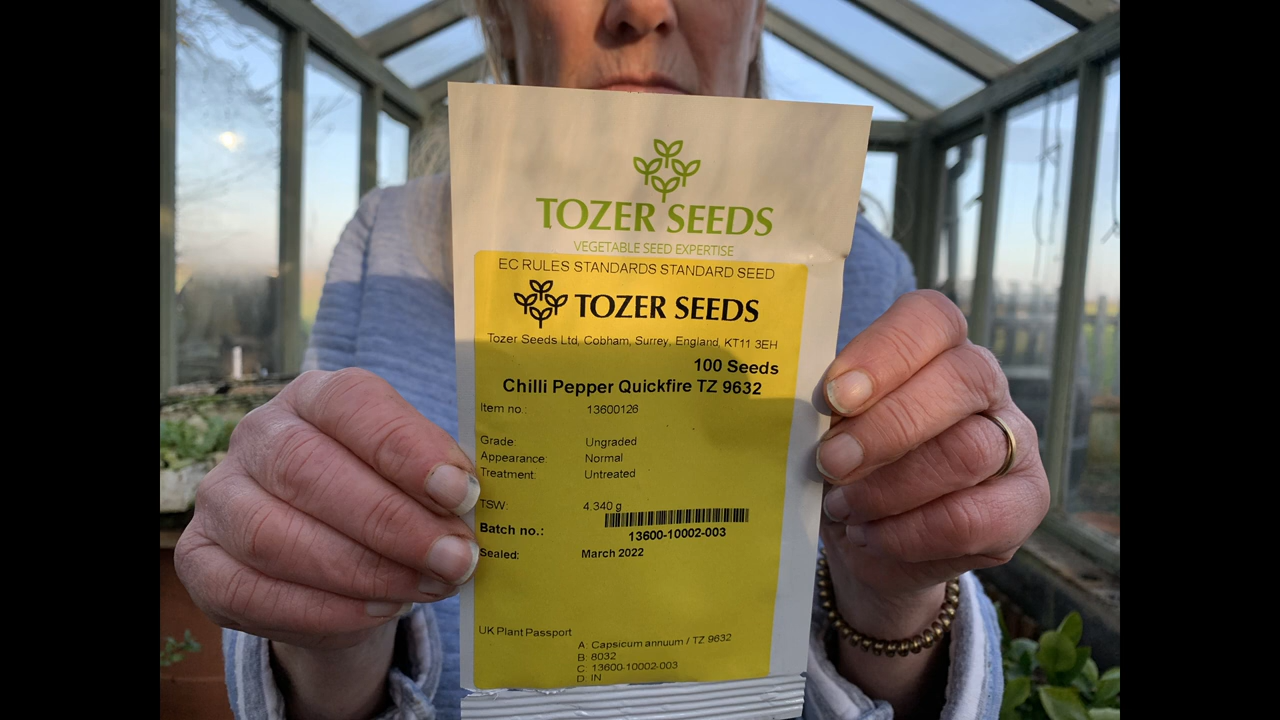 TOZER SEEDS
VEGETABLE SEED EXPERTISE
EC RULES STANDARDS STANDARD SEED
TOZER SEEDS
Tozer Seeds Ltd, Cobham, Surrey, England, KT11 3EH
100 Seeds
Chilli Pepper Quickfire TZ 9632
Item no.: 13600126
Grade: Ungraded
Appearance: Normal
Treatment: Untreated
TSW: 4.340 g
Batch no.: 13600-10002-003
Sealed: March 2022
UK Plant Passport
A: Capsicum annuum / TZ 9632
B: 8032
C: 13600-10002-003
D: IN